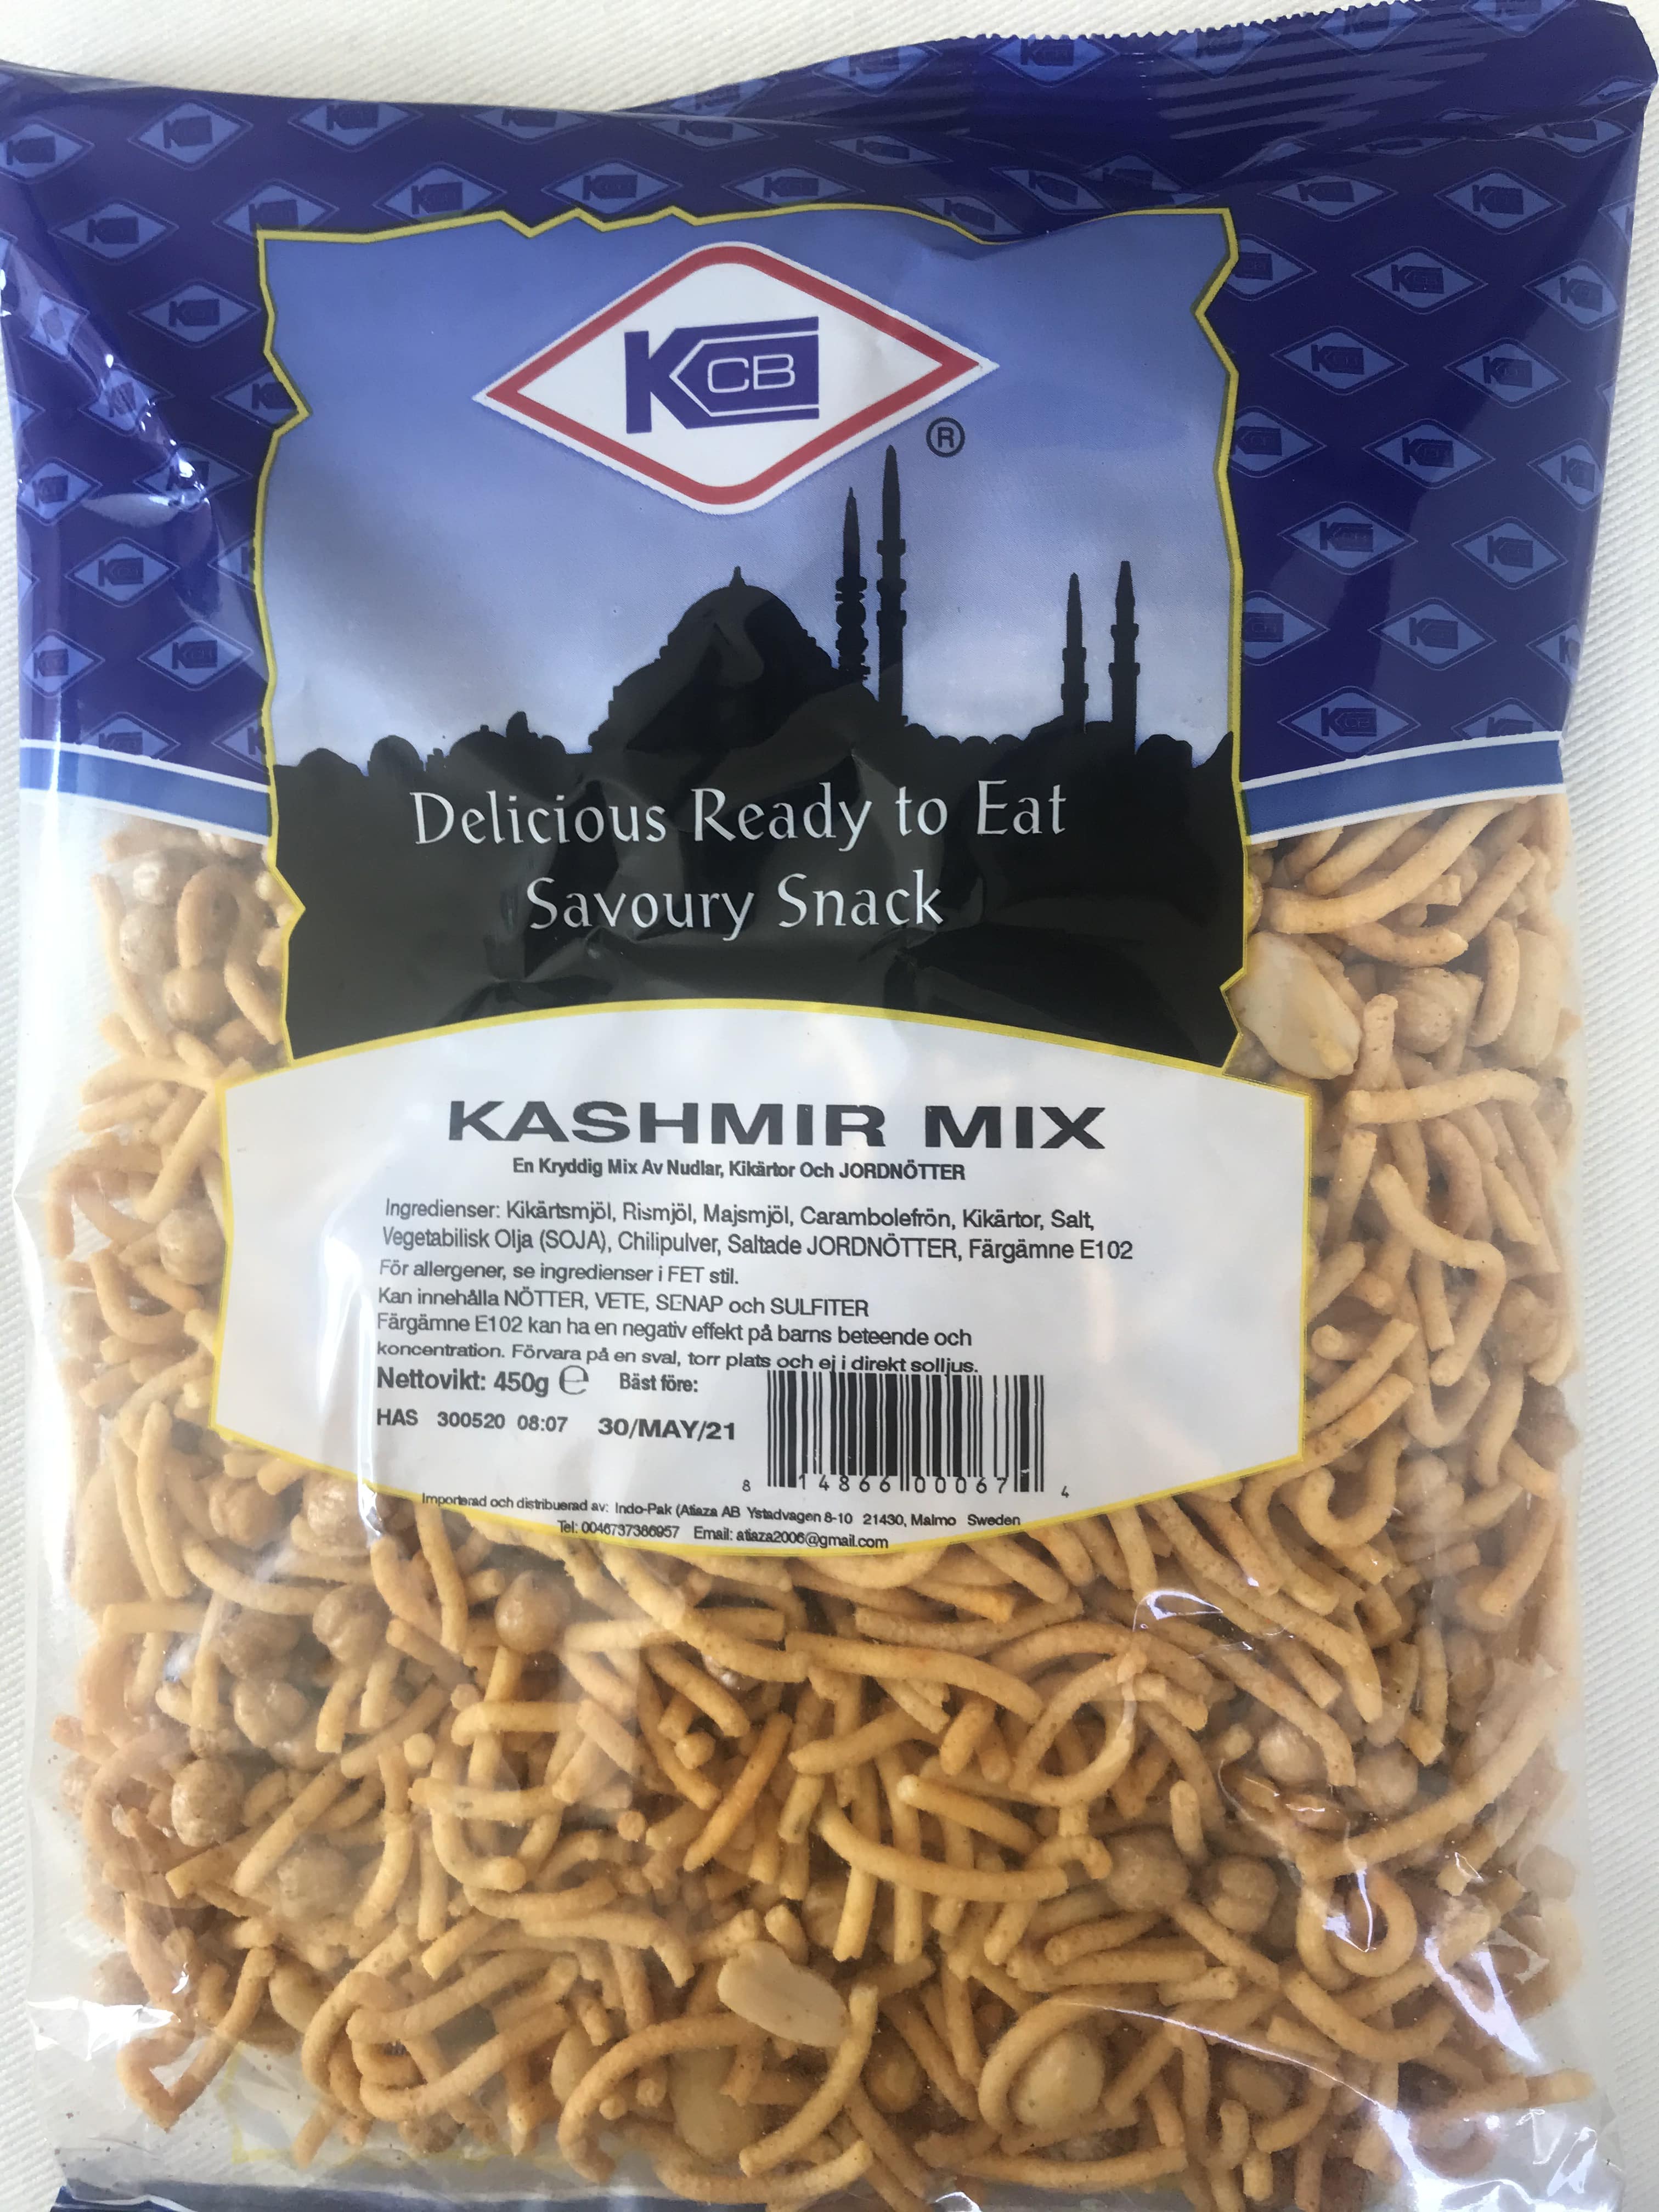 KCB
®
Delicious Ready to Eat
Savoury Snack
KASHMIR MIX
En Kryddig Mix Av Nudlar, Kikärtor Och JORDNÖTTER
Ingredienser: Kikärtsmjöl, Rismjöl, Majsmjöl, Carambolefrön, Kikärtor, Salt,
Vegetabilisk Olja (SOJA), Chilipulver, Saltade JORDNÖTTER, Färgämne E102
För allergener, se ingredienser i FET stil.
Kan innehålla NÖTTER, VETE, SENAP och SULFITER
Färgämne E102 kan ha en negativ effekt på barns beteende och
koncentration. Förvara på en sval, torr plats och ej i direkt solljus.
Nettovikt: 450g ℮ Bäst före:
HAS 300520 08:07 30/MAY/21
8 14866 00067 4
Importerad och distribuerad av: Indo-Pak (Atiaza AB Ystadvagen 8-10 21430, Malmo Sweden
Tel: 0046737386957 Email: atiaza2006@gmail.com